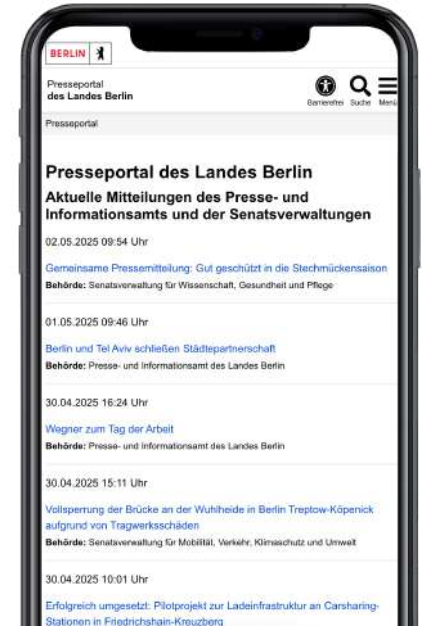 BERLIN
Presseportal
des Landes Berlin
Barrierefrei Suche Menü
Presseportal
Presseportal des Landes Berlin
Aktuelle Mitteilungen des Presse- und
Informationsamts und der Senatsverwaltungen
02.05.2025 09:54 Uhr
Gemeinsame Pressemitteilung: Gut geschützt in die Stechmückensaison
Behörde: Senatsverwaltung für Wissenschaft, Gesundheit und Pflege
01.05.2025 09:46 Uhr
Berlin und Tel Aviv schließen Städtepartnerschaft
Behörde: Presse- und Informationsamt des Landes Berlin
30.04.2025 16:24 Uhr
Wegner zum Tag der Arbeit
Behörde: Presse- und Informationsamt des Landes Berlin
30.04.2025 15:11 Uhr
Vollsperrung der Brücke an der Wuhlheide in Berlin Treptow-Köpenick
aufgrund von Tragwerksschäden
Behörde: Senatsverwaltung für Mobilität, Verkehr, Klimaschutz und Umwelt
30.04.2025 10:01 Uhr
Erfolgreich umgesetzt: Pilotprojekt zur Ladeinfrastruktur an Carsharing-
Stationen in Friedrichshain-Kreuzberg